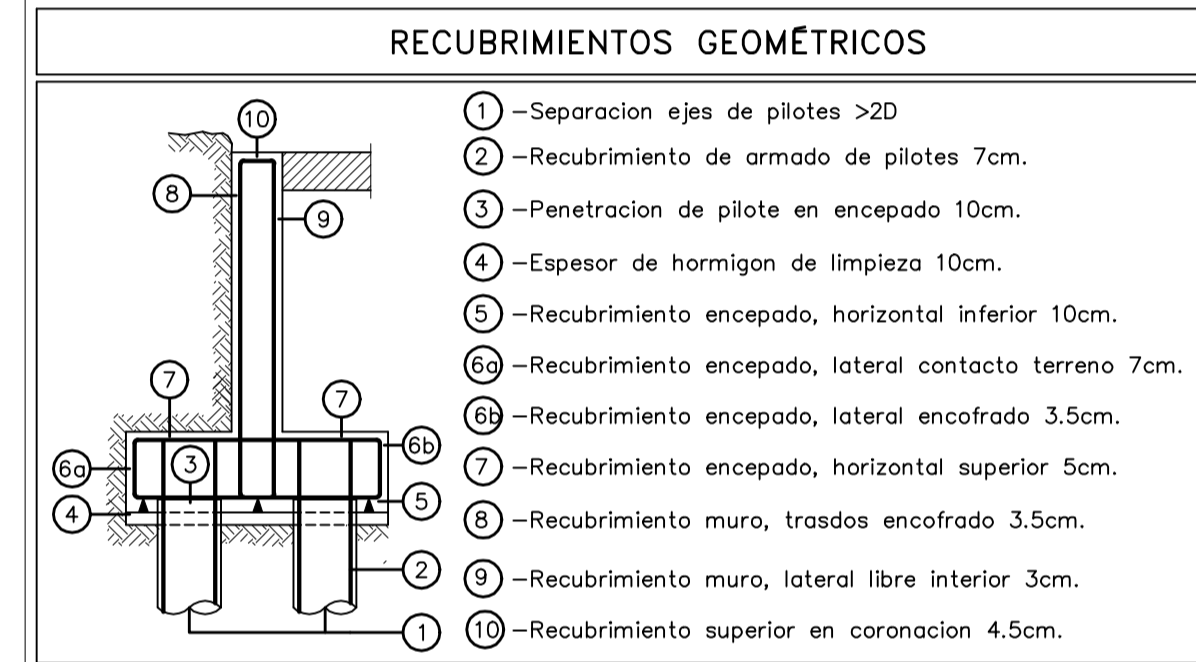 RECUBRIMIENTOS GEOMÉTRICOS
1 -Separacion ejes de pilotes >2D
2 -Recubrimiento de armado de pilotes 7cm.
3 -Penetracion de pilote en encepado 10cm.
4 -Espesor de hormigon de limpieza 10cm.
5 -Recubrimiento encepado, horizontal inferior 10cm.
6a -Recubrimiento encepado, lateral contacto terreno 7cm.
6b -Recubrimiento encepado, lateral encofrado 3.5cm.
7 -Recubrimiento encepado, horizontal superior 5cm.
8 -Recubrimiento muro, trasdos encofrado 3.5cm.
9 -Recubrimiento muro, lateral libre interior 3cm.
10 -Recubrimiento superior en coronacion 4.5cm.
10
8
9
7
7
6a
3
6b
4
5
2
1